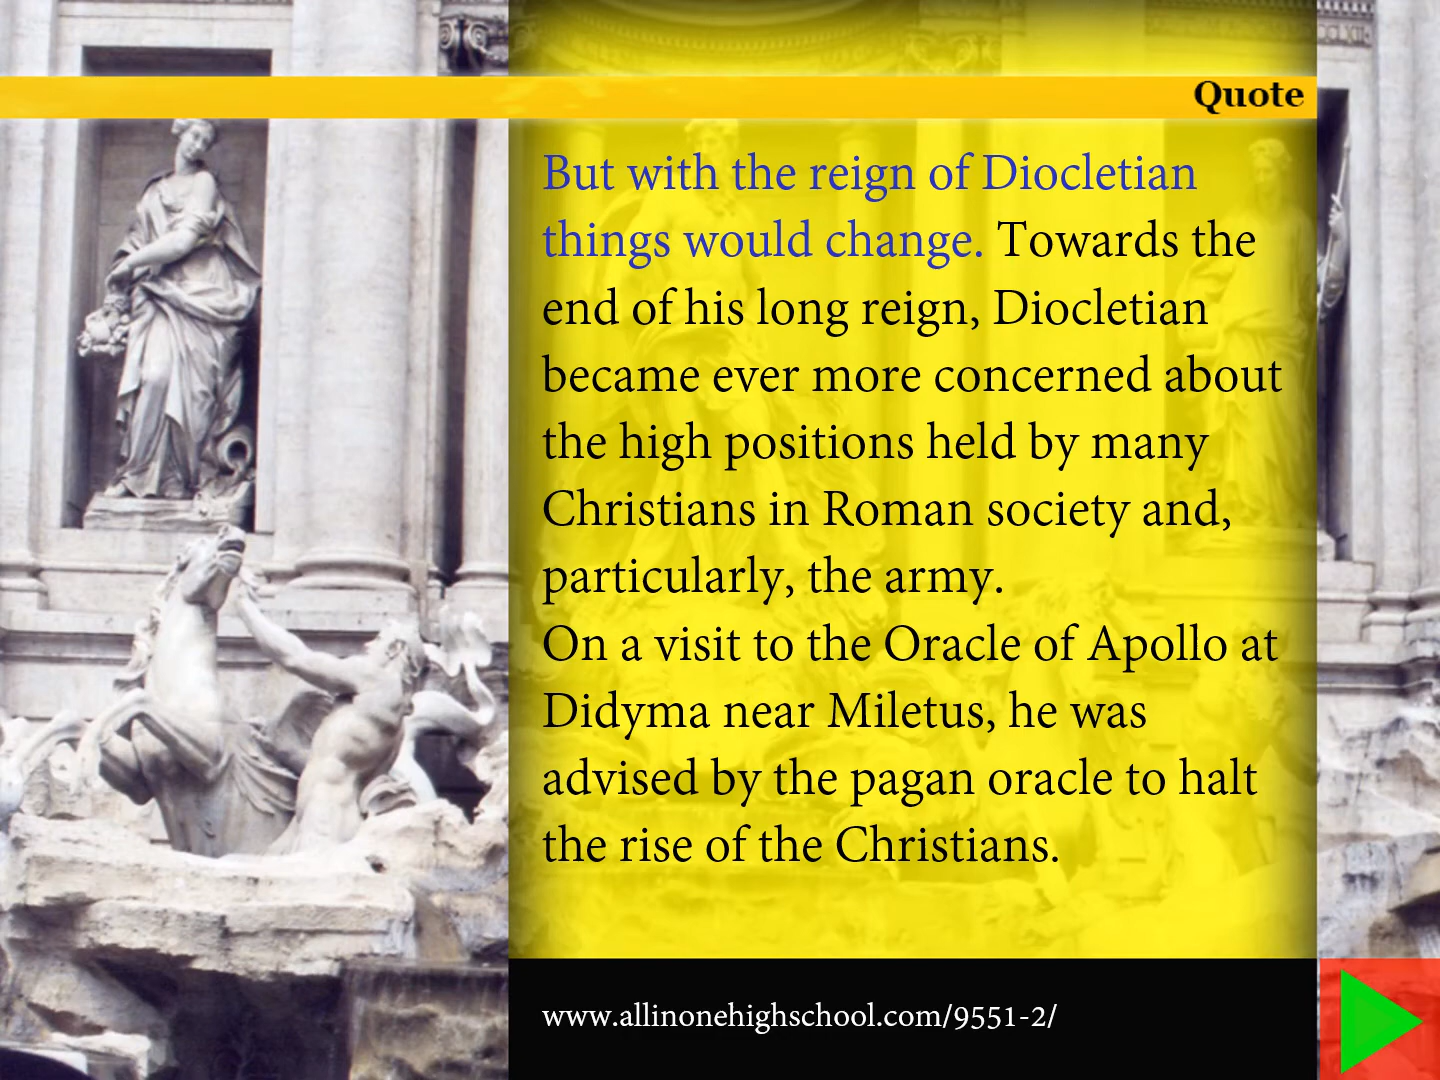 Quote
But with the reign of Diocletian
things would change. Towards the
end of his long reign, Diocletian
became ever more concerned about
the high positions held by many
Christians in Roman society and,
particularly, the army.
On a visit to the Oracle of Apollo at
Didyma near Miletus, he was
advised by the pagan oracle to halt
the rise of the Christians.
www.allinonehighschool.com/9551-2/